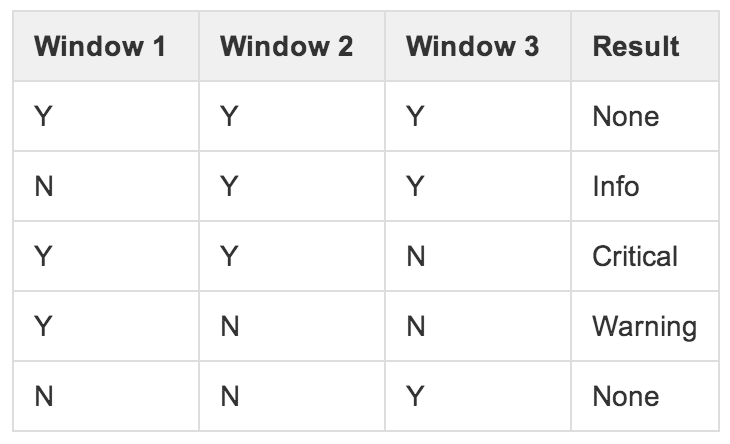 Window 1 Window 2 Window 3 Result
Y Y Y None
N Y Y Info
Y Y N Critical
Y N N Warning
N N Y None